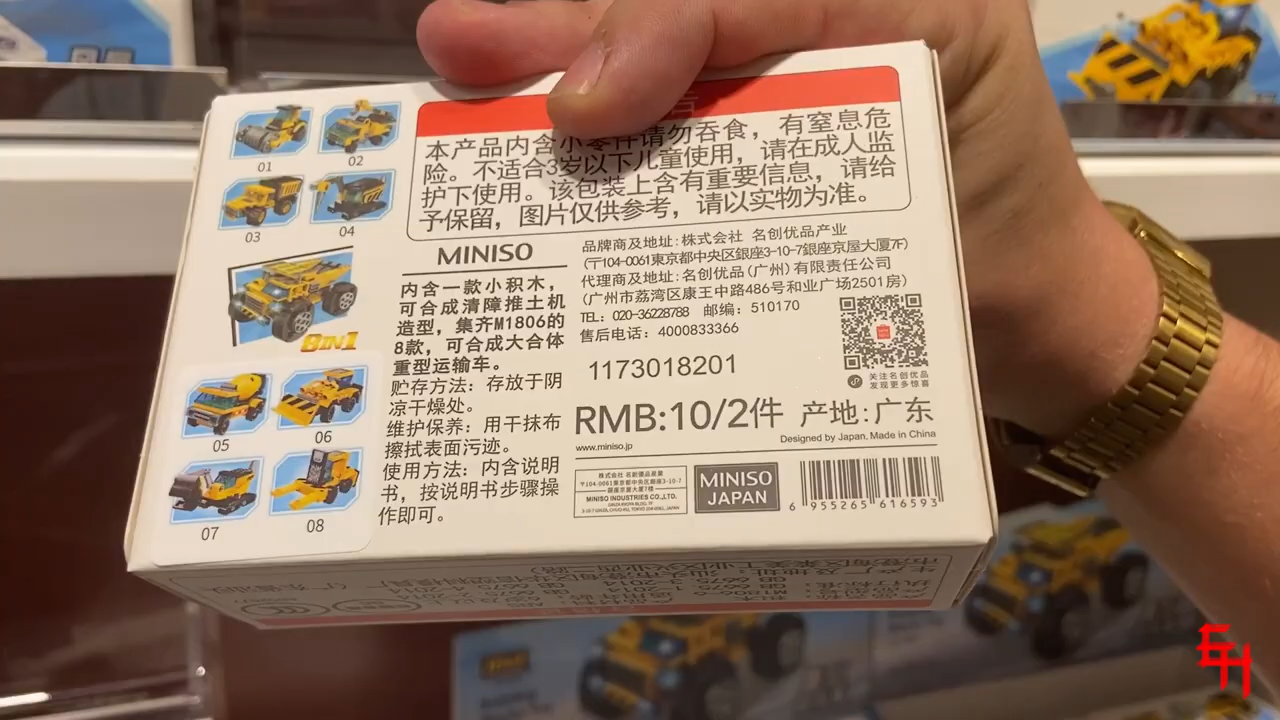 01
02
03
04
8IN1
05
06
07
08
本产品内含小零件请勿吞食，有窒息危
险。不适合3岁以下儿童使用，请在成人监
护下使用。该包装上含有重要信息，请给
予保留，图片仅供参考，请以实物为准。
MINISO
内含一款小积木，
可合成清障推土机
造型，集齐M1806的
8款，可合成大合体
重型运输车。
贮存方法：存放于阴
凉干燥处。
维护保养：用干抹布
擦拭表面污迹。
使用方法：内含说明
书，按说明书步骤操
作即可。
品牌商及地址：株式会社 名创优品产业
(〒104-0061東京都中央区銀座3-10-7銀座京屋大厦7F)
代理商及地址：名创优品(广州)有限责任公司
(广州市荔湾区康王中路486号和业广场2501房)
TEL：020-36228788 邮编：510170
售后电话：4000833366
关注名创优品
发现更多惊喜
1173018201
RMB:10/2件 产地:广东
www.miniso.jp
Designed by Japan, Made in China
MINISO INDUSTRIES CO.,LTD.
MINISO
JAPAN
6 955265 616593
EH